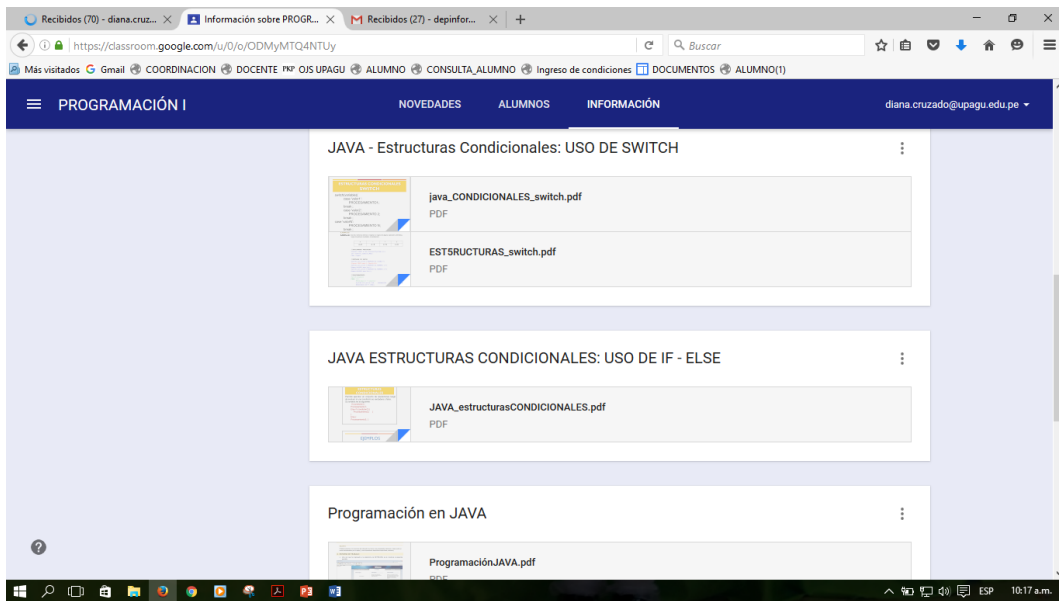 Recibidos (70) - diana.cruz...
Información sobre PROGR...
Recibidos (27) - depinfor...
https://classroom.google.com/u/0/o/ODMyMTQ4NTUy
Buscar
Más visitados Gmail COORDINACION DOCENTE PKP OJS UPAGU ALUMNO CONSULTA_ALUMNO Ingreso de condiciones DOCUMENTOS ALUMNO(1)
PROGRAMACIÓN I NOVEDADES ALUMNOS INFORMACIÓN diana.cruzado@upagu.edu.pe
JAVA - Estructuras Condicionales: USO DE SWITCH
java_CONDICIONALES_switch.pdf
PDF
EST5RUCTURAS_switch.pdf
PDF
JAVA ESTRUCTURAS CONDICIONALES: USO DE IF - ELSE
JAVA_estructurasCONDICIONALES.pdf
PDF
Programación en JAVA
ProgramaciónJAVA.pdf
PDF
ESP 10:17 a.m.